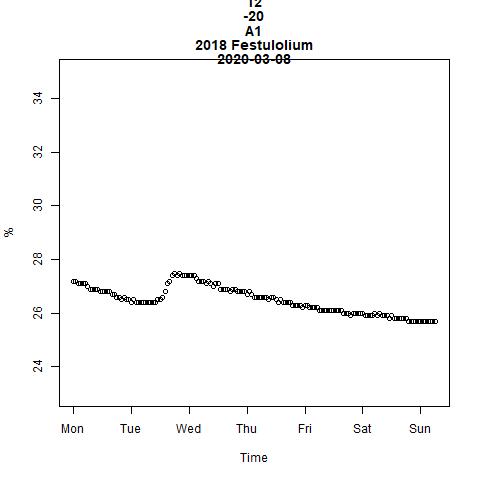 T2
-20
A1
2018 Festulolium
2020-03-08
34
32
30
28
26
24
%
Mon Tue Wed Thu Fri Sat Sun
Time